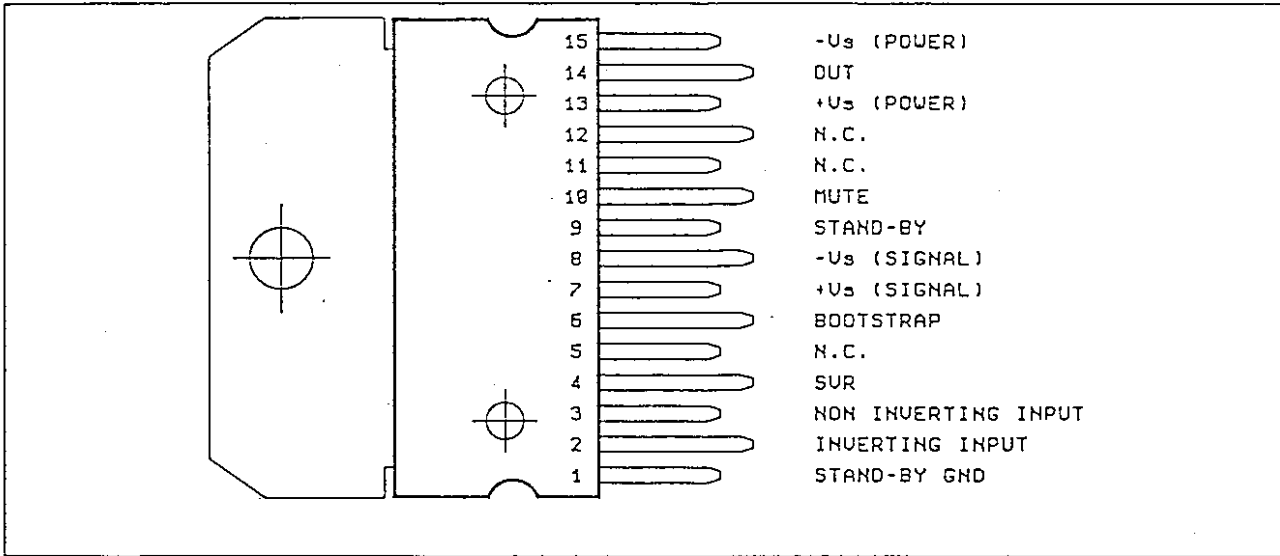 15 -Vs (POWER)
14 OUT
13 +Vs (POWER)
12 N.C.
11 N.C.
10 MUTE
9 STAND-BY
8 -Vs (SIGNAL)
7 +Vs (SIGNAL)
6 BOOTSTRAP
5 N.C.
4 SVR
3 NON INVERTING INPUT
2 INVERTING INPUT
1 STAND-BY GND